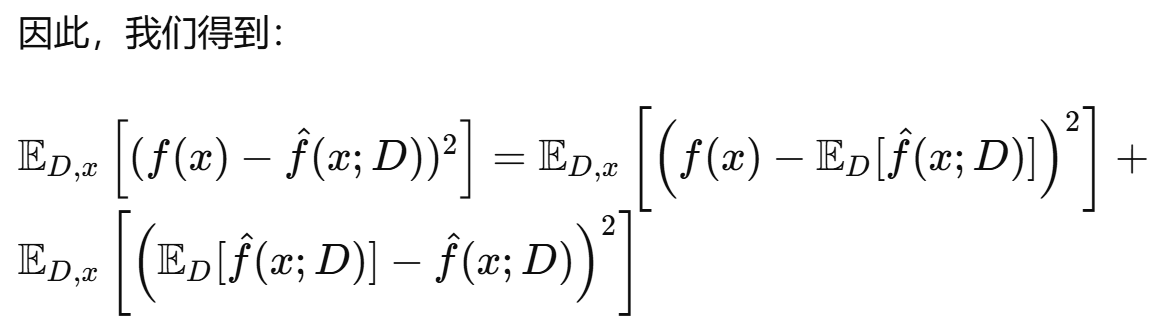 因此，我们得到：
$\mathbb{E}_{D,x}\left[(f(x)-\hat{f}(x;D))^2\right]=\mathbb{E}_{D,x}\left[\left(f(x)-\mathbb{E}_D[\hat{f}(x;D)]\right)^2\right]+$
$\mathbb{E}_{D,x}\left[\left(\mathbb{E}_D[\hat{f}(x;D)]-\hat{f}(x;D)\right)^2\right]$